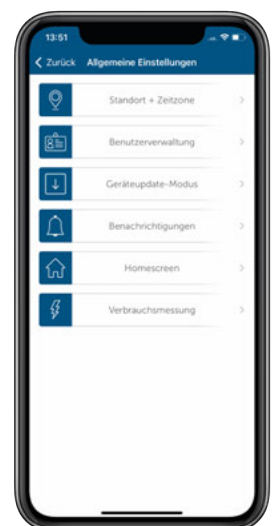 13:51
Zurück Allgemeine Einstellungen
Standort + Zeitzone
Benutzerverwaltung
Geräteupdate-Modus
Benachrichtigungen
Homescreen
Verbrauchsmessung